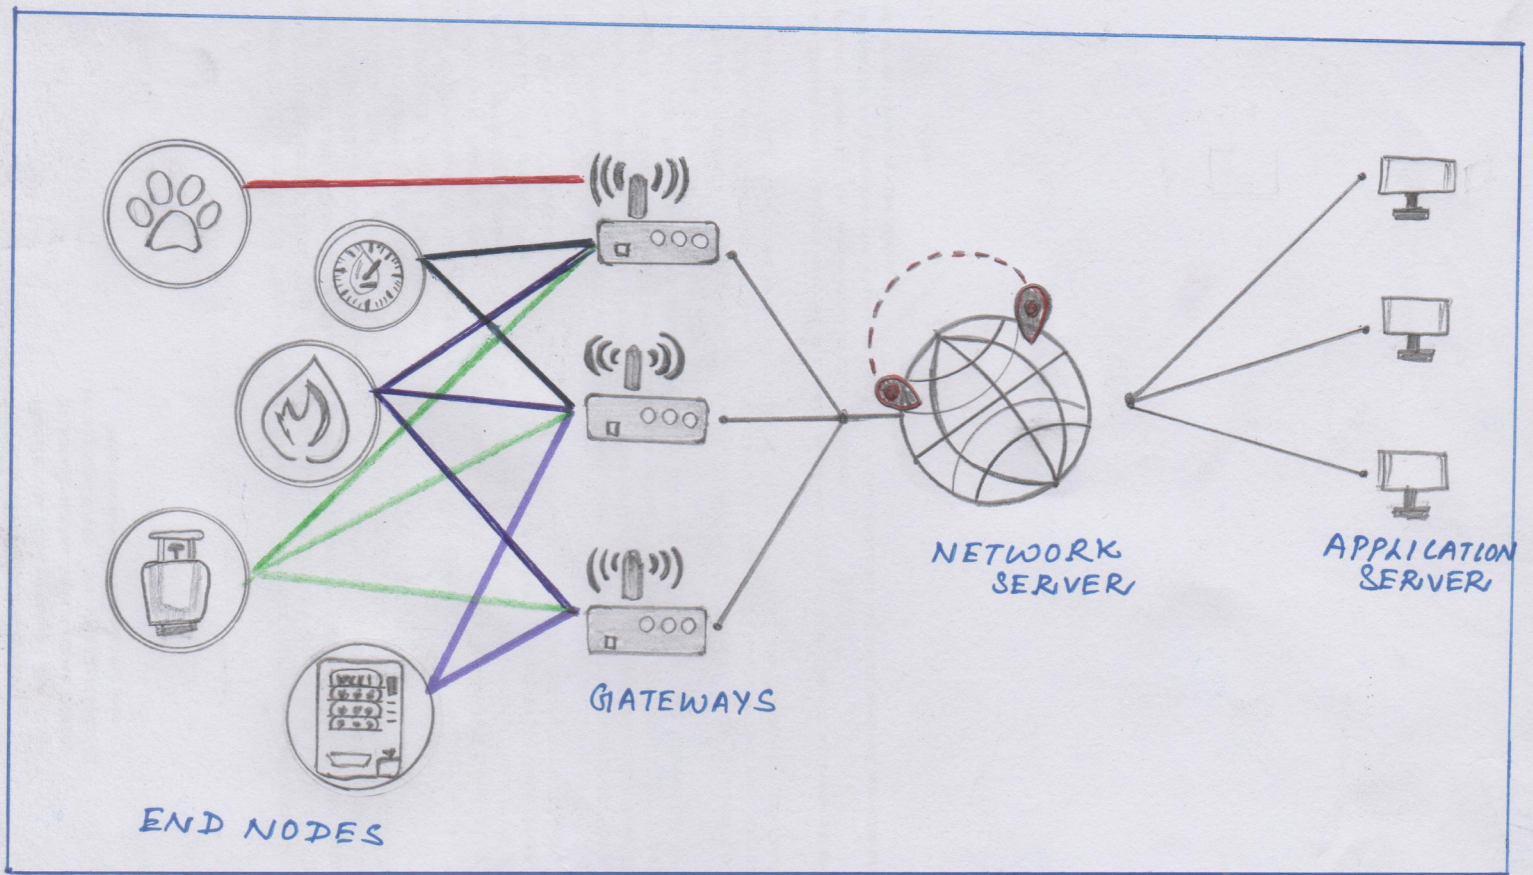 NETWORK
SERVER
APPLICATION
SERVER
GATEWAYS
END NODES